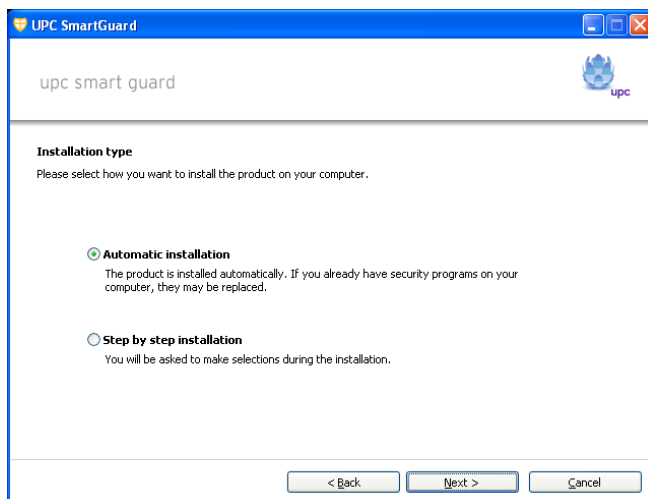 UPC SmartGuard
upc smart guard
upc
Installation type
Please select how you want to install the product on your computer.
Automatic installation
The product is installed automatically. If you already have security programs on your
computer, they may be replaced.
Step by step installation
You will be asked to make selections during the installation.
< Back
Next >
Cancel